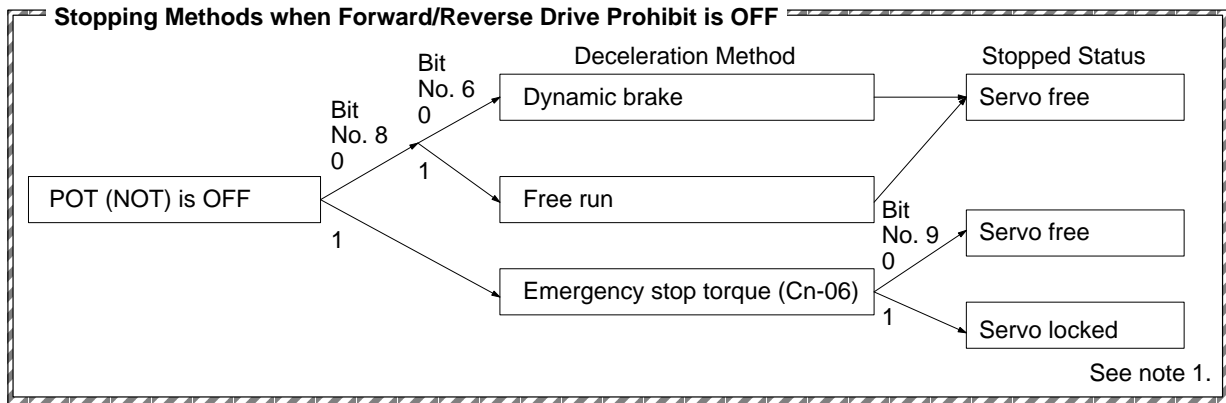 Stopping Methods when Forward/Reverse Drive Prohibit is OFF
Deceleration Method
Stopped Status
Bit
No. 6
0
Dynamic brake
Servo free
Bit
No. 8
0
1
POT (NOT) is OFF
Free run
1
Bit
No. 9
0
Servo free
Emergency stop torque (Cn-06)
1
Servo locked
See note 1.